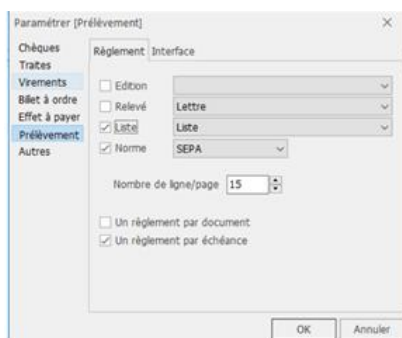 Paramétrer [Prélèvement]
Chèques
Traites
Virements
Billet à ordre
Effet à payer
Prélèvement
Autres
Règlement Interface
Edition
Relevé Lettre
Liste Liste
Norme SEPA
Nombre de ligne/page 15
Un règlement par document
Un règlement par échéance
OK Annuler